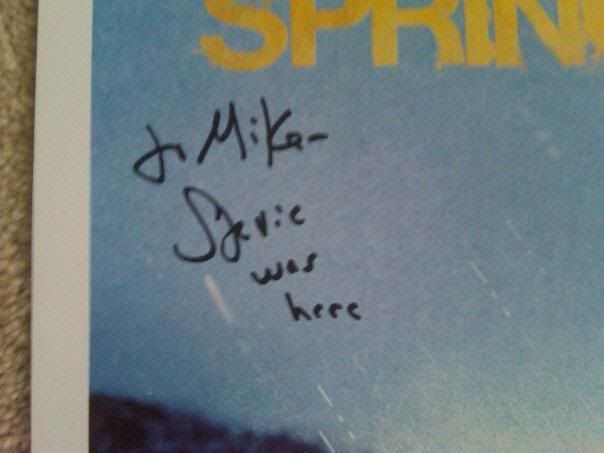 SPRIN
To Mike-
Stevie
was
here